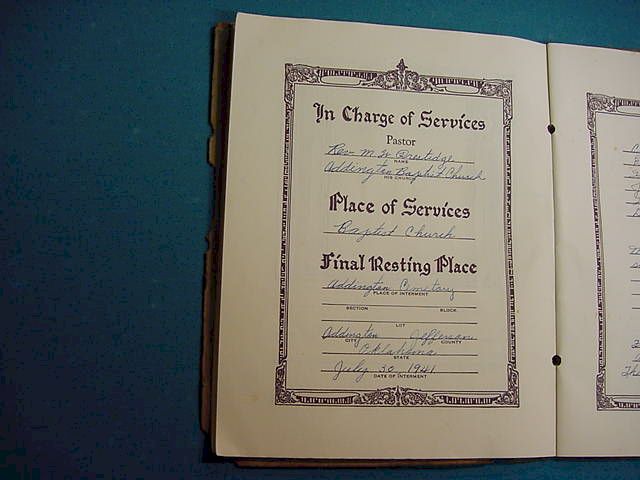 In Charge of Services
Pastor
Rev. M. W.
NAME
Addington Baptist Church
HIS CHURCH
Place of Services
Baptist Church
Final Resting Place
Addington Cemetary
PLACE OF INTERMENT
SECTION BLOCK
LOT
Addington Jefferson
CITY COUNTY
Oklahoma
STATE
July 30, 1941
DATE OF INTERMENT